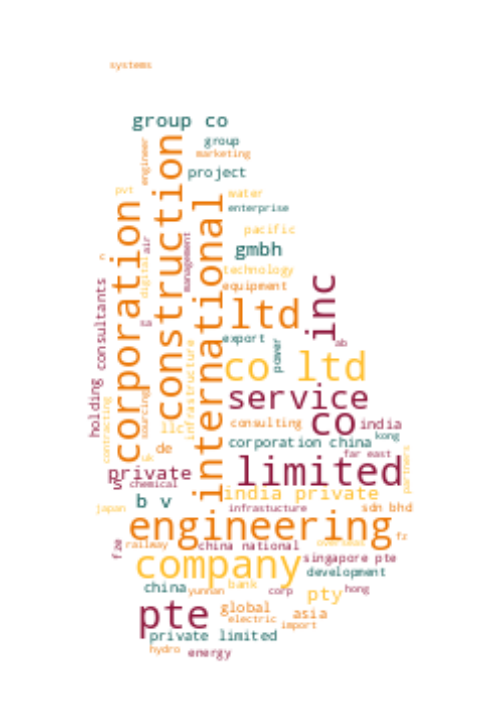 systems
group co
group
engineer
marketing
construction
project
pvt
water
corporation
international
enterprise
pacific
air
management
gmbh
c
digital
technology
equipment
consultants
inc
ltd
sa
export
power
ab
infrastructure
co ltd
holding
service
contracting
sourcing
llc
consulting
co
india
kong
corporation china
de
uk
far east
partners
private
limited
s
chemical
india private
b v
japan
infrastucture
sdn bhd
engineering
fz
fze
railway
china national
overseas
company
singapore pte
development
china
yunnan
bank
corp
pty
hong
pte
global
electric
asia
import
private limited
hydro
energy